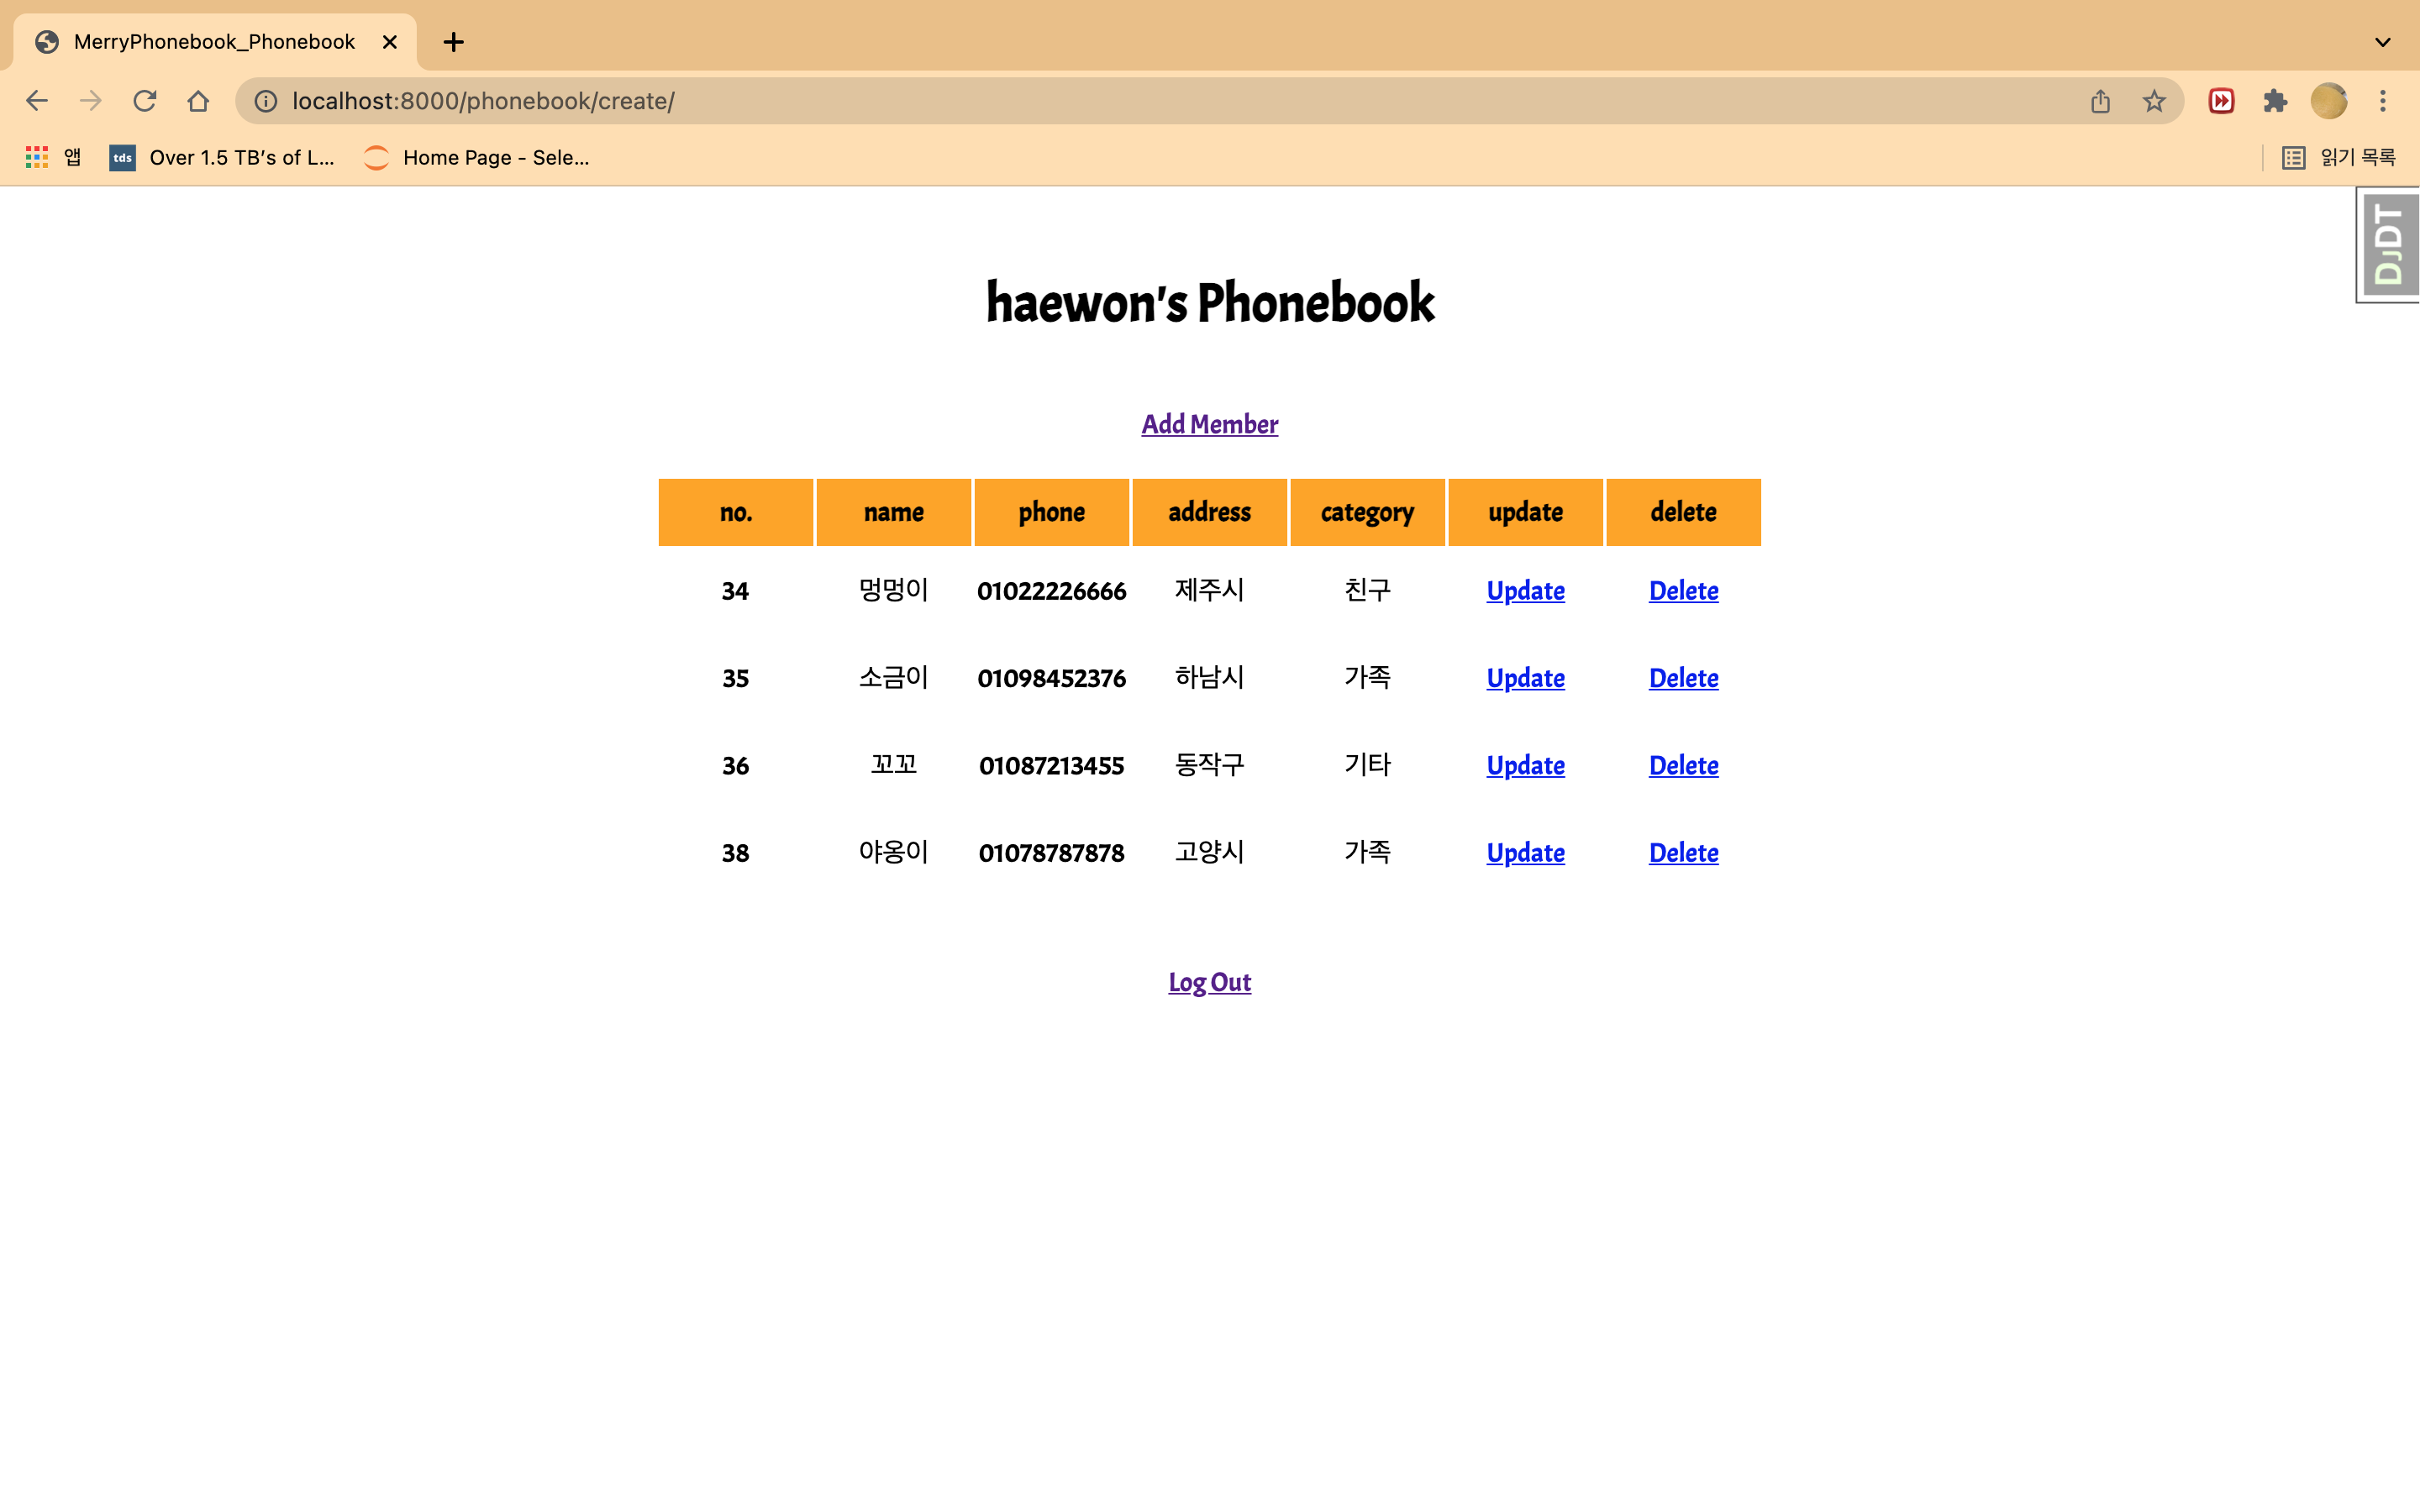 MerryPhonebook_Phonebook
localhost:8000/phonebook/create/
앱 tds Over 1.5 TB's of L... Home Page - Sele... 읽기 목록
DjDT
haewon's Phonebook
Add Member
no. name phone address category update delete
34 멍멍이 01022226666 제주시 친구 Update Delete
35 소금이 01098452376 하남시 가족 Update Delete
36 꼬꼬 01087213455 동작구 기타 Update Delete
38 야옹이 01078787878 고양시 가족 Update Delete
Log Out